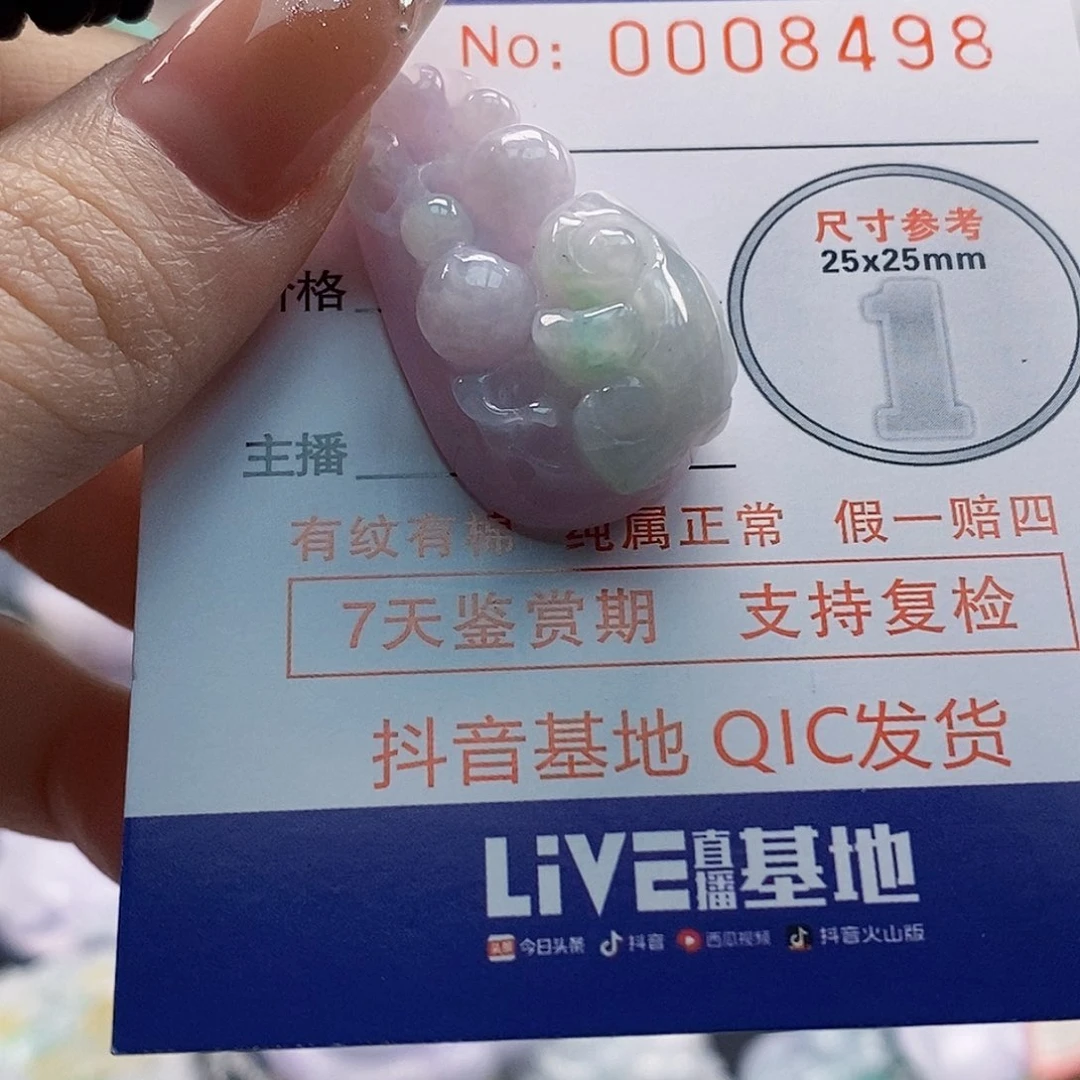 No: 0008498
尺寸参考
25x25mm
1
格
主播
有纹有棉 纯属正常 假一赔四
7天鉴赏期 支持复检
抖音基地 QIC发货
LiVE直播基地
头条 今日头条 抖音 西瓜视频 抖音火山版